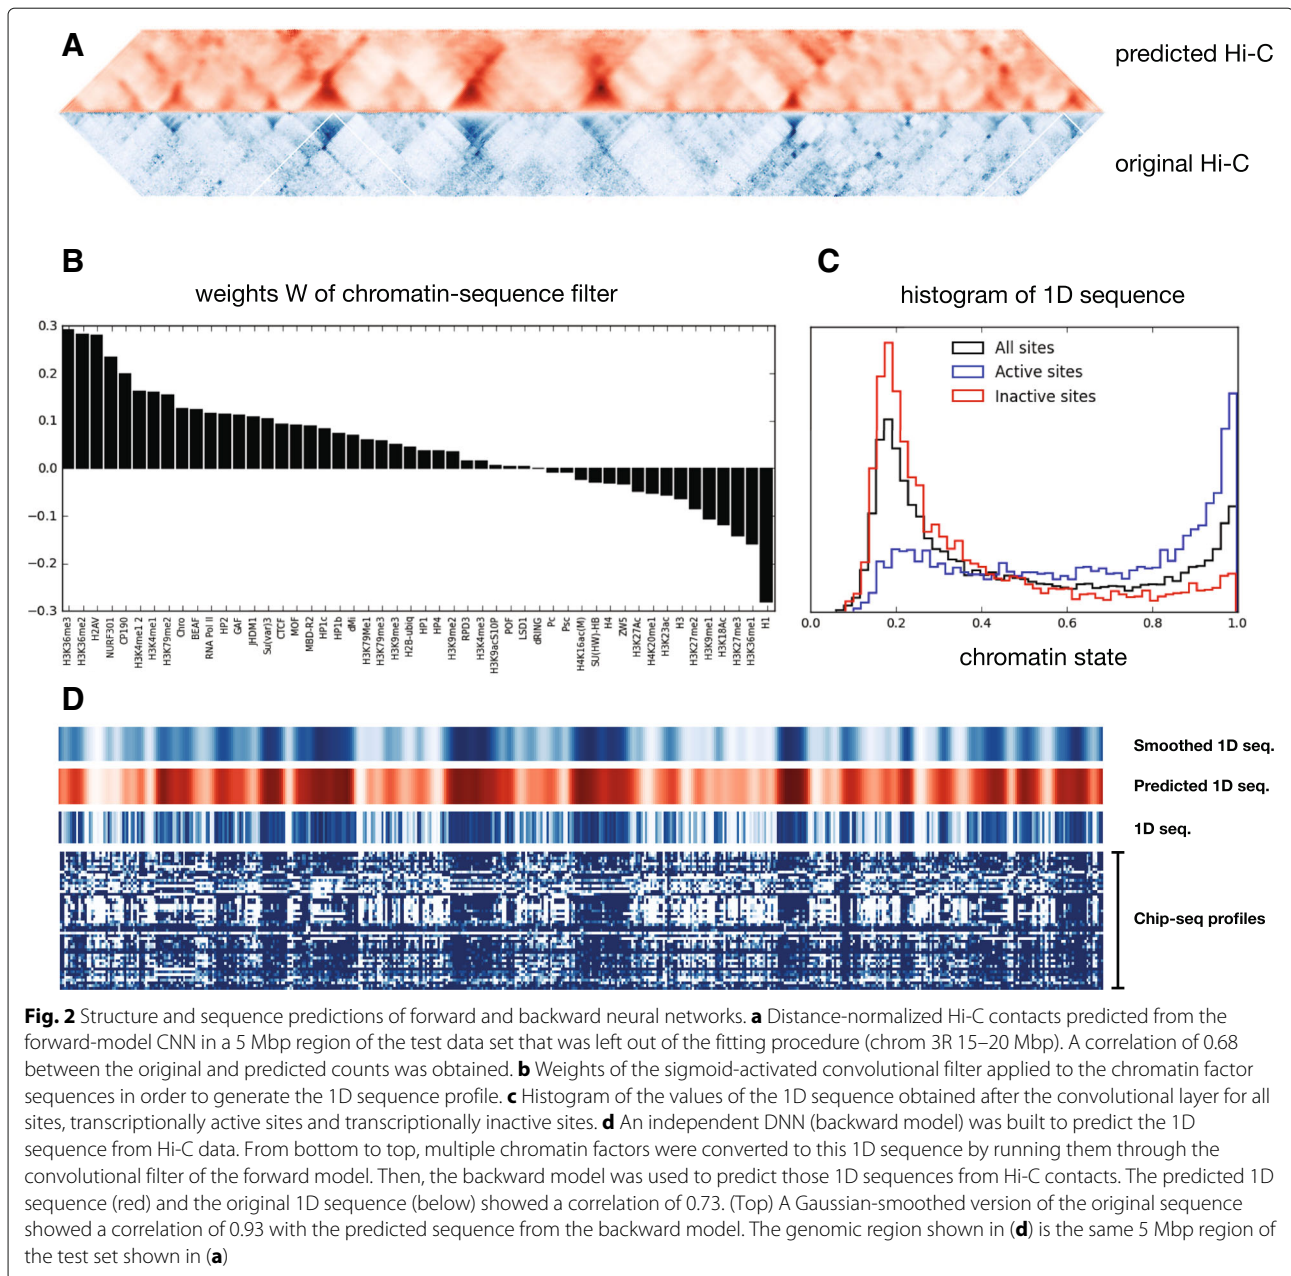 A
predicted Hi-C
original Hi-C
B
weights W of chromatin-sequence filter
0.3
0.2
0.1
0.0
−0.1
−0.2
−0.3
H3K36me3
H3K36me2
H2AV
NURF301
CP190
H3K4me1 2
H3K4me1
H3K79me2
Chro
BEAF
RNA Pol II
HP2
GAF
JHDM1
Su(var)3
CTCF
MOF
MBD-R2
HP1c
HP1b
dMi
H3K79Me1
H3K79me3
H3K9me3
H2B-ubiq
HP1
HP4
H3K9me2
RPD3
H3K4me3
H3K9acS10P
POF
LSD1
dRING
Pc
Psc
H4K16ac(M)
SU(HW)-HB
H4
ZW5
H3K27Ac
H4K20me1
H3K23ac
H3
H3K27me2
H3K9me1
H3K18Ac
H3K27me3
H3K36me1
H1
C
histogram of 1D sequence
All sites
Active sites
Inactive sites
0.0
0.2
0.4
0.6
0.8
1.0
chromatin state
D
Smoothed 1D seq.
Predicted 1D seq.
1D seq.
Chip-seq profiles
Fig. 2 Structure and sequence predictions of forward and backward neural networks. a Distance-normalized Hi-C contacts predicted from the
forward-model CNN in a 5 Mbp region of the test data set that was left out of the fitting procedure (chrom 3R 15–20 Mbp). A correlation of 0.68
between the original and predicted counts was obtained. b Weights of the sigmoid-activated convolutional filter applied to the chromatin factor
sequences in order to generate the 1D sequence profile. c Histogram of the values of the 1D sequence obtained after the convolutional layer for all
sites, transcriptionally active sites and transcriptionally inactive sites. d An independent DNN (backward model) was built to predict the 1D
sequence from Hi-C data. From bottom to top, multiple chromatin factors were converted to this 1D sequence by running them through the
convolutional filter of the forward model. Then, the backward model was used to predict those 1D sequences from Hi-C contacts. The predicted 1D
sequence (red) and the original 1D sequence (below) showed a correlation of 0.73. (Top) A Gaussian-smoothed version of the original sequence
showed a correlation of 0.93 with the predicted sequence from the backward model. The genomic region shown in (d) is the same 5 Mbp region of
the test set shown in (a)